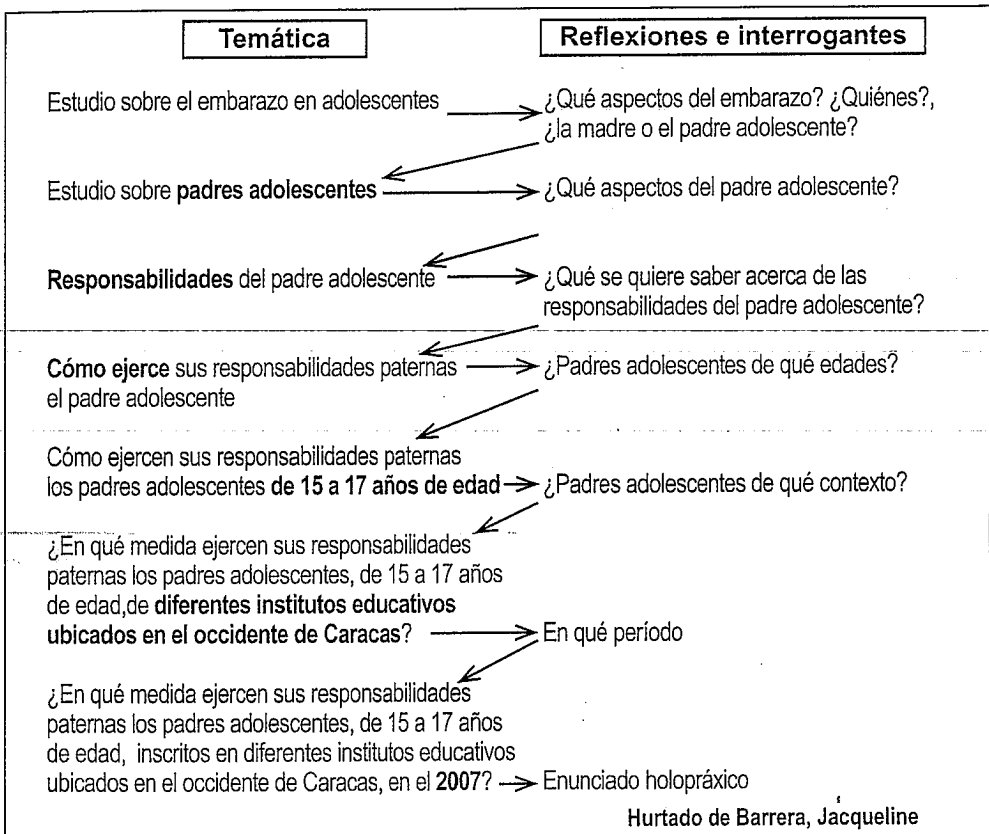 Temática
Reflexiones e interrogantes
Estudio sobre el embarazo en adolescentes
¿Qué aspectos del embarazo? ¿Quiénes?,
¿la madre o el padre adolescente?
Estudio sobre padres adolescentes
¿Qué aspectos del padre adolescente?
Responsabilidades del padre adolescente
¿Qué se quiere saber acerca de las
responsabilidades del padre adolescente?
Cómo ejerce sus responsabilidades paternas
el padre adolescente
¿Padres adolescentes de qué edades?
Cómo ejercen sus responsabilidades paternas
los padres adolescentes de 15 a 17 años de edad
¿Padres adolescentes de qué contexto?
¿En qué medida ejercen sus responsabilidades
paternas los padres adolescentes, de 15 a 17 años
de edad,de diferentes institutos educativos
ubicados en el occidente de Caracas?
En qué período
¿En qué medida ejercen sus responsabilidades
paternas los padres adolescentes, de 15 a 17 años
de edad, inscritos en diferentes institutos educativos
ubicados en el occidente de Caracas, en el 2007?
Enunciado holopráxico
Hurtado de Barrera, Jacqueline